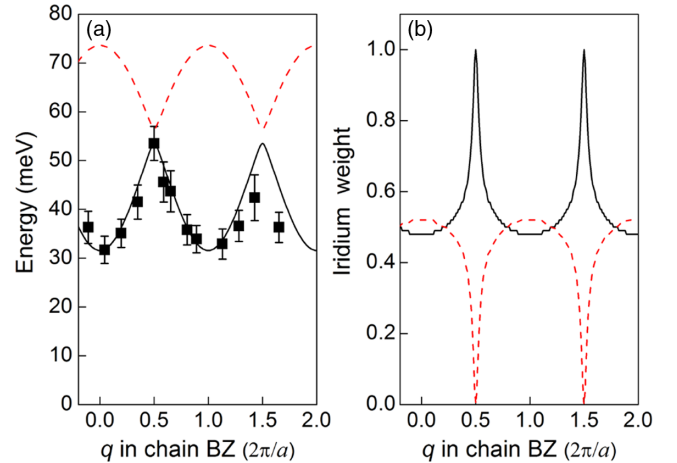 (a)
80
70
60
50
40
30
20
10
0
Energy (meV)
0.0 0.5 1.0 1.5 2.0
q in chain BZ (2π/a)
(b)
1.0
0.8
0.6
0.4
0.2
0.0
Iridium weight
0.0 0.5 1.0 1.5 2.0
q in chain BZ (2π/a)